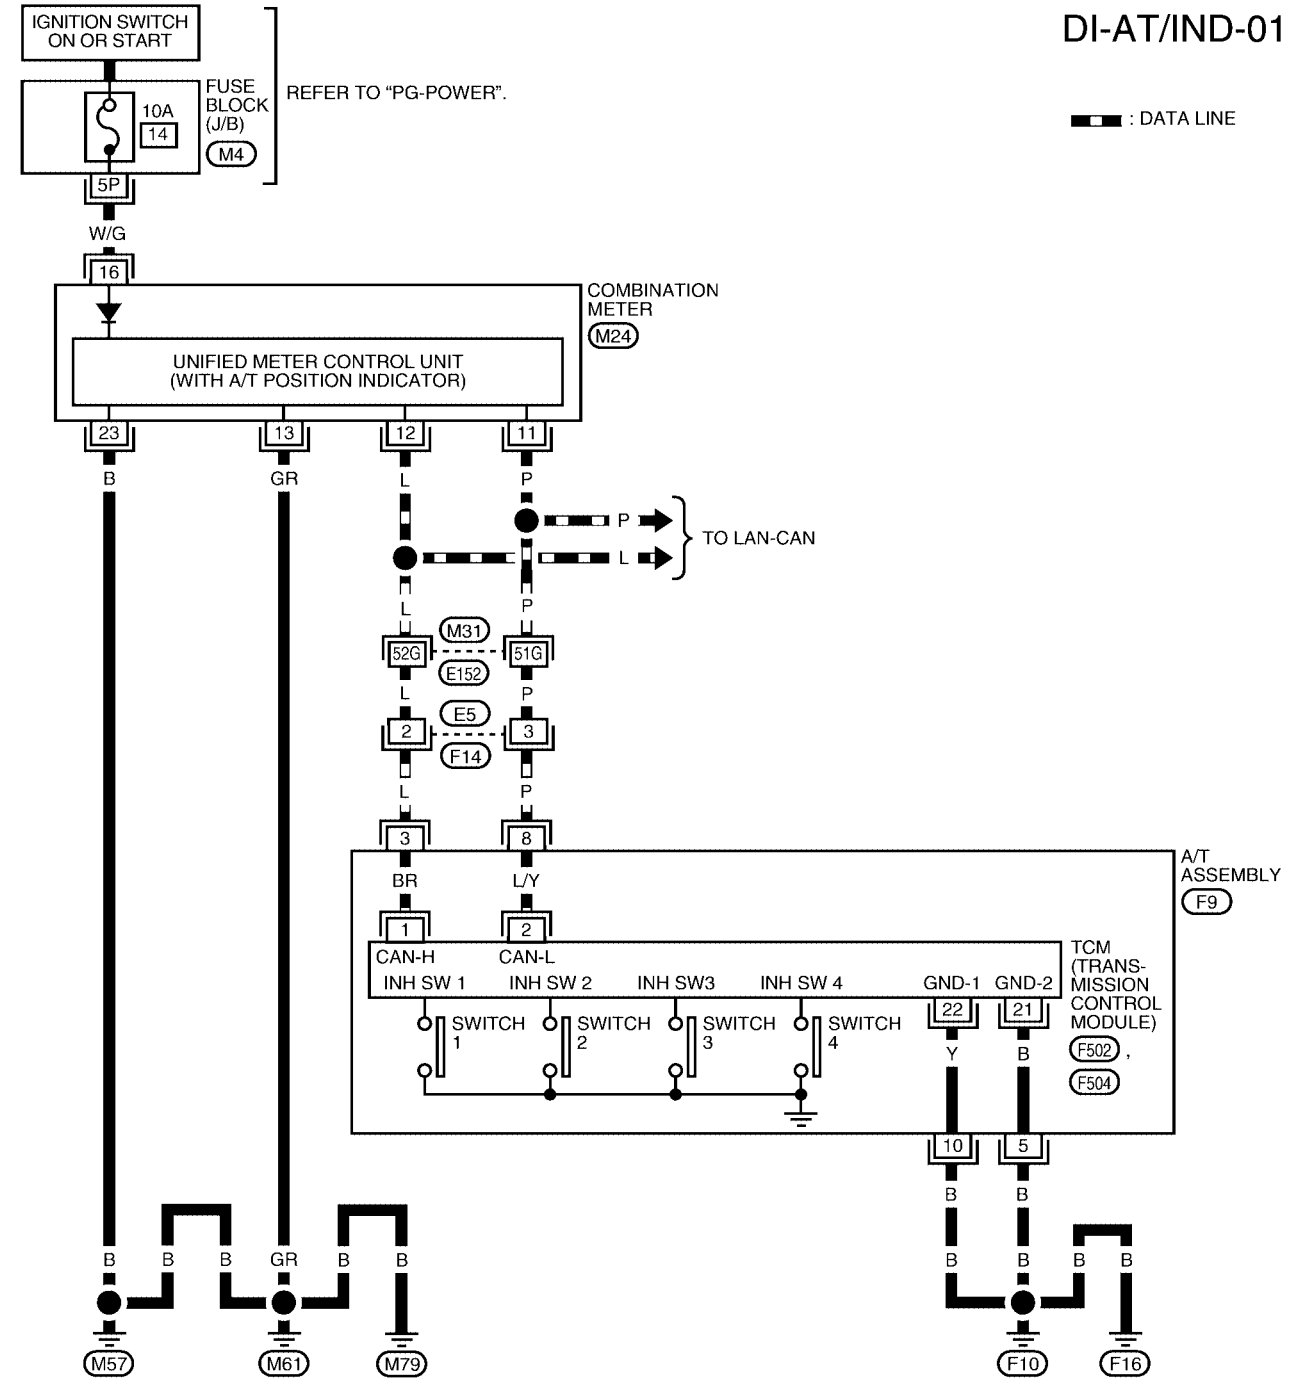 IGNITION SWITCH
ON OR START
DI-AT/IND-01
FUSE
BLOCK
(J/B)
M4
10A
14
REFER TO “PG-POWER”.
: DATA LINE
5P
W/G
16
COMBINATION
METER
M24
UNIFIED METER CONTROL UNIT
(WITH A/T POSITION INDICATOR)
23 13 12 11
B GR L P
P
TO LAN-CAN
L
L P
M31
52G 51G
E152
L P
E5
2 3
F14
L P
3 8
A/T
ASSEMBLY
F9
BR L/Y
1 2
CAN-H CAN-L
TCM
(TRANS-
MISSION
CONTROL
MODULE)
F502 ,
F504
INH SW 1 INH SW 2 INH SW3 INH SW 4 GND-1 GND-2
22 21
SWITCH
1
SWITCH
2
SWITCH
3
SWITCH
4
Y B
10 5
B B
B B B GR B B B B B B
M57 M61 M79 F10 F16